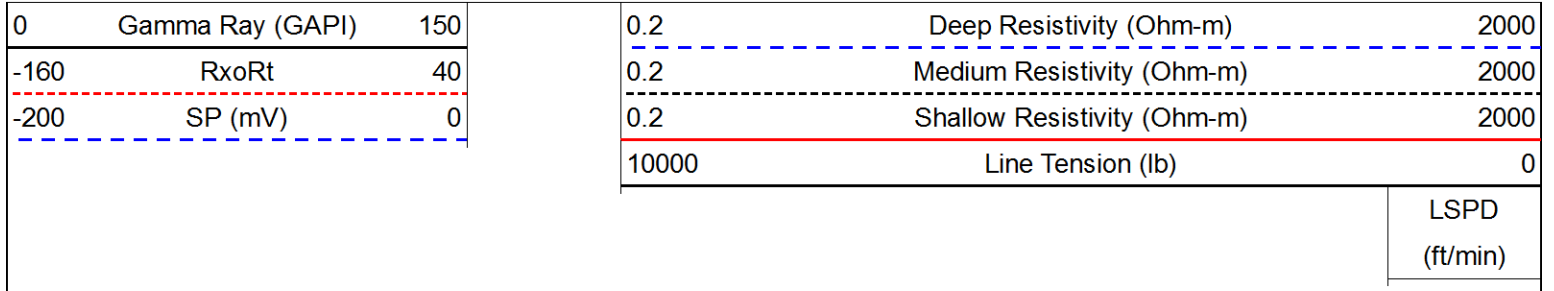 0 Gamma Ray (GAPI) 150
-160 RxoRt 40
-200 SP (mV) 0
0.2 Deep Resistivity (Ohm-m) 2000
0.2 Medium Resistivity (Ohm-m) 2000
0.2 Shallow Resistivity (Ohm-m) 2000
10000 Line Tension (lb) 0
LSPD
(ft/min)